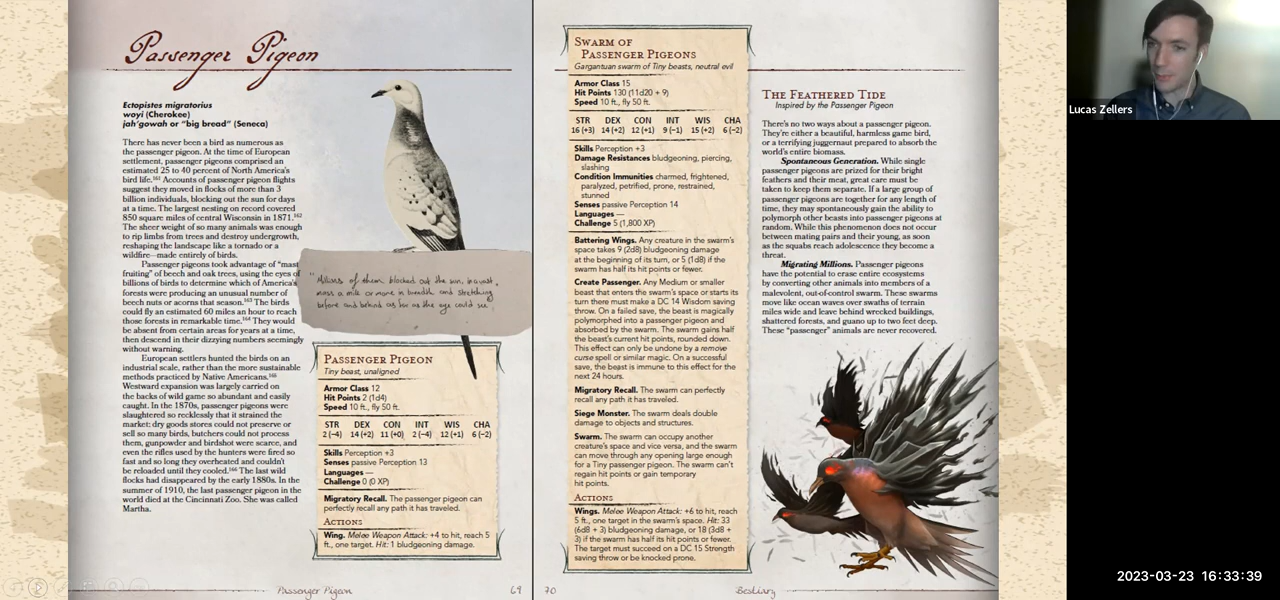 Passenger Pigeon
Ectopistes migratorius
woyi (Cherokee)
jah'gowah or "big bread" (Seneca)
There has never been a bird as numerous as
the passenger pigeon. At the time of European
settlement, passenger pigeons comprised an
estimated 25 to 40 percent of North America's
bird life.161 Accounts of passenger pigeon flights
suggest they moved in flocks of more than 3
billion individuals, blocking out the sun for days
at a time. The largest nesting on record covered
850 square miles of central Wisconsin in 1871.162
The sheer weight of so many animals was enough
to rip limbs from trees and destroy undergrowth,
reshaping the landscape like a tornado or a
wildfire—made entirely of birds.
Passenger pigeons took advantage of "mast
fruiting" of beech and oak trees, using the eyes of
billions of birds to determine which of America's
forests were producing an unusual number of
beech nuts or acorns that season.163 The birds
could fly an estimated 60 miles an hour to reach
those forests in remarkable time.164 They would
be absent from certain areas for years at a time,
then descend in their dizzying numbers seemingly
without warning.
European settlers hunted the birds on an
industrial scale, rather than the more sustainable
methods practiced by Native Americans.165
Westward expansion was largely carried on
the backs of wild game so abundant and easily
caught. In the 1870s, passenger pigeons were
slaughtered so recklessly that it strained the
market: dry goods stores could not preserve or
sell so many birds, butchers could not process
them, gunpowder and birdshot were scarce, and
even the rifles used by the hunters were fired so
fast and so long they overheated and couldn't
be reloaded until they cooled.166 The last wild
flocks had disappeared by the early 1880s. In the
summer of 1910, the last passenger pigeon in the
world died at the Cincinnati Zoo. She was called
Martha.
"Millions of them blocked out the sun, in a vast
mass a mile or more in breadth and stretching
before and behind as far as the eye could see."
Passenger Pigeon
Tiny beast, unaligned
Armor Class 12
Hit Points 2 (1d4)
Speed 10 ft., fly 50 ft.
STR DEX CON INT WIS CHA
2 (−4) 14 (+2) 11 (+0) 2 (−4) 12 (+1) 6 (−2)
Skills Perception +3
Senses passive Perception 13
Languages —
Challenge 0 (0 XP)
Migratory Recall. The passenger pigeon can
perfectly recall any path it has traveled.
Actions
Wing. Melee Weapon Attack: +4 to hit, reach 5
ft., one target. Hit: 1 bludgeoning damage.
Passenger Pigeon 69
Swarm of
Passenger Pigeons
Gargantuan swarm of Tiny beasts, neutral evil
Armor Class 15
Hit Points 130 (11d20 + 9)
Speed 10 ft., fly 50 ft.
STR DEX CON INT WIS CHA
16 (+3) 14 (+2) 12 (+1) 9 (−1) 15 (+2) 6 (−2)
Skills Perception +3
Damage Resistances bludgeoning, piercing,
slashing
Condition Immunities charmed, frightened,
paralyzed, petrified, prone, restrained,
stunned
Senses passive Perception 14
Languages —
Challenge 5 (1,800 XP)
Battering Wings. Any creature in the swarm's
space takes 9 (2d8) bludgeoning damage
at the beginning of its turn, or 5 (1d8) if the
swarm has half its hit points or fewer.
Create Passenger. Any Medium or smaller
beast that enters the swarm's space or starts its
turn there must make a DC 14 Wisdom saving
throw. On a failed save, the beast is magically
polymorphed into a passenger pigeon and
absorbed by the swarm. The swarm gains half
the beast's current hit points, rounded down.
This effect can only be undone by a remove
curse spell or similar magic. On a successful
save, the beast is immune to this effect for the
next 24 hours.
Migratory Recall. The swarm can perfectly
recall any path it has traveled.
Siege Monster. The swarm deals double
damage to objects and structures.
Swarm. The swarm can occupy another
creature's space and vice versa, and the swarm
can move through any opening large enough
for a Tiny passenger pigeon. The swarm can't
regain hit points or gain temporary
hit points.
Actions
Wings. Melee Weapon Attack: +6 to hit, reach
5 ft., one target in the swarm's space. Hit: 33
(6d8 + 3) bludgeoning damage, or 18 (3d8 +
3) if the swarm has half its hit points or fewer.
The target must succeed on a DC 15 Strength
saving throw or be knocked prone.
The Feathered Tide
Inspired by the Passenger Pigeon
There's no two ways about a passenger pigeon.
They're either a beautiful, harmless game bird,
or a terrifying juggernaut prepared to absorb the
world's entire biomass.
Spontaneous Generation. While single
passenger pigeons are prized for their bright
feathers and their meat, great care must be
taken to keep them separate. If a large group of
passenger pigeons are together for any length of
time, they may spontaneously gain the ability to
polymorph other beasts into passenger pigeons at
random. While this phenomenon does not occur
between mating pairs and their young, as soon
as the squabs reach adolescence they become a
threat.
Migrating Millions. Passenger pigeons
have the potential to erase entire ecosystems
by converting other animals into members of a
malevolent, out-of-control swarm. These swarms
move like ocean waves over swaths of terrain
miles wide and leave behind wrecked buildings,
shattered forests, and guano up to two feet deep.
These "passenger" animals are never recovered.
70 Bestiary
Lucas Zellers
2023-03-23 16:33:39